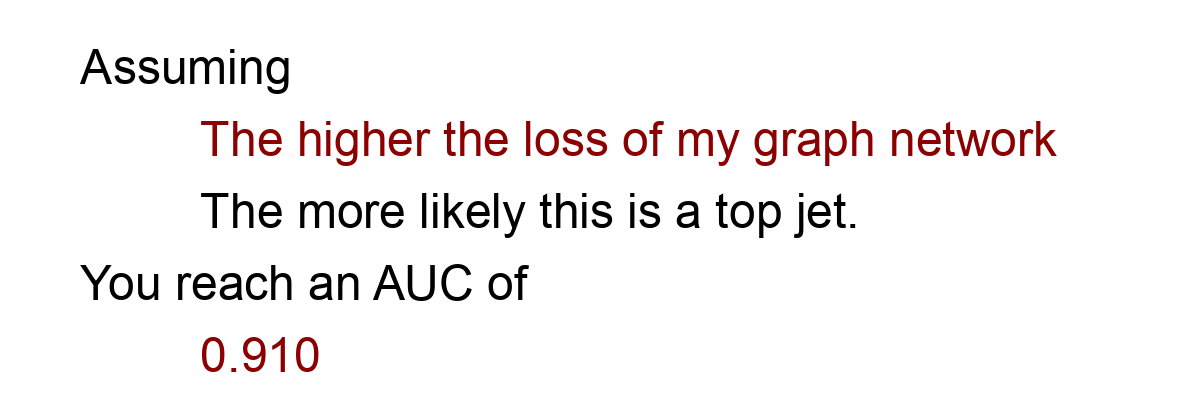 Assuming
The higher the loss of my graph network
The more likely this is a top jet.
You reach an AUC of
0.910